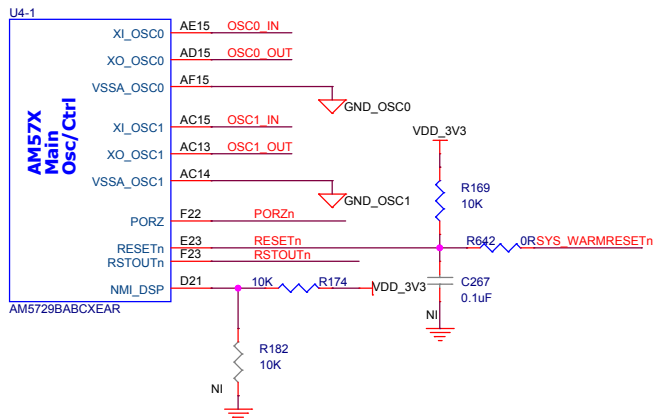 U4-1
XI_OSC0 AE15 OSC0_IN
XO_OSC0 AD15 OSC0_OUT
VSSA_OSC0 AF15
GND_OSC0
XI_OSC1 AC15 OSC1_IN
VDD_3V3
XO_OSC1 AC13 OSC1_OUT
AM57X
Main
Osc/Ctrl
VSSA_OSC1 AC14
R169
10K
GND_OSC1
PORZ F22 PORZn
RESETn E23 RESETn R642 0R SYS_WARMRESETn
RSTOUTn F23 RSTOUTn
NMI_DSP D21 10K R174 VDD_3V3
C267
0.1uF
NI
AM5729BABCXEAR
R182
10K
NI